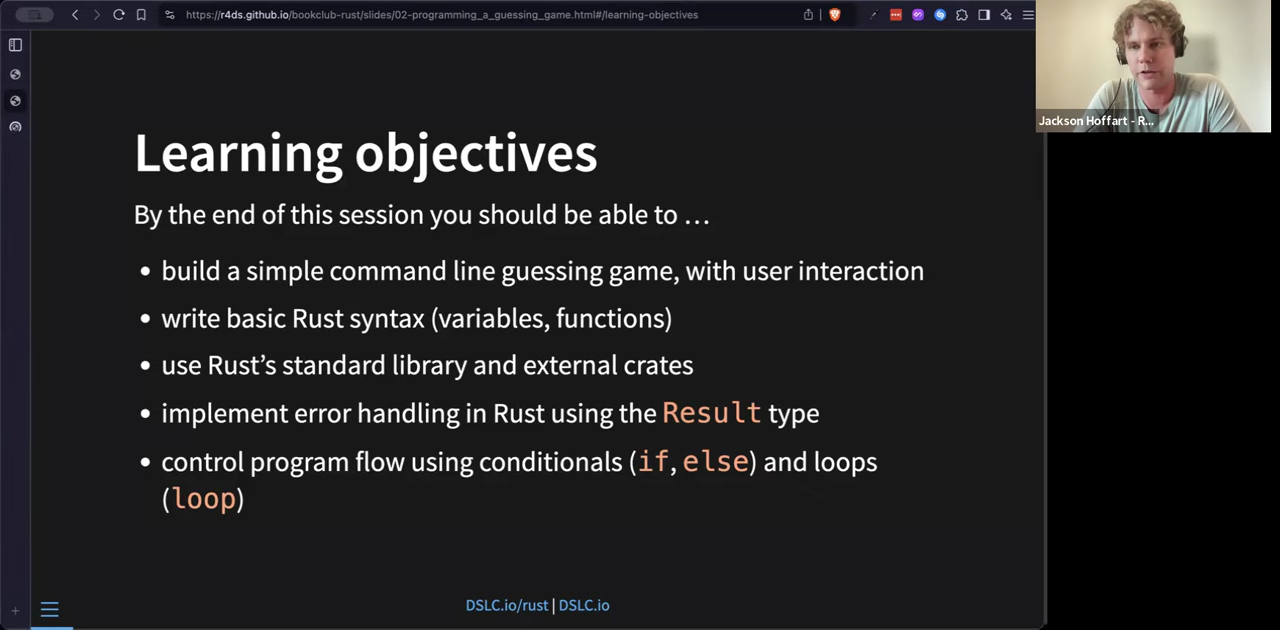 https://r4ds.github.io/bookclub-rust/slides/02-programming_a_guessing_game.html#/learning-objectives
Jackson Hoffart - R...
Learning objectives
By the end of this session you should be able to …
• build a simple command line guessing game, with user interaction
• write basic Rust syntax (variables, functions)
• use Rust’s standard library and external crates
• implement error handling in Rust using the Result type
• control program flow using conditionals (if, else) and loops
(loop)
DSLC.io/rust | DSLC.io